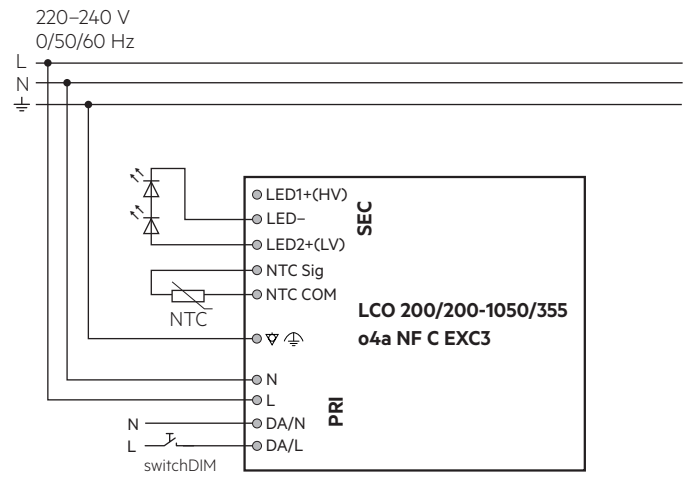 220–240 V
0/50/60 Hz
L
N
LED1+(HV)
LED–
SEC
LED2+(LV)
NTC Sig
NTC COM
NTC
LCO 200/200-1050/355
o4a NF C EXC3
N
L
PRI
N DA/N
L DA/L
switchDIM